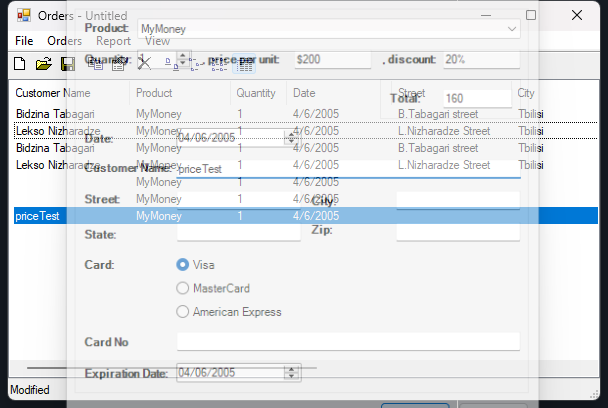 Orders - Untitled
Product: MyMoney
File Orders Report View
Quantity: 1 , price per unit: $200 , discount: 20%
Customer Name Product Quantity Date Street City
Total: 160
Bidzina Tabagari MyMoney 1 4/6/2005 B.Tabagari street Tbilisi
Lekso Nizharadze MyMoney 1 4/6/2005 L.Nizharadze Street Tbilisi
Date: 04/06/2005
Bidzina Tabagari MyMoney 1 4/6/2005 B.Tabagari street Tbilisi
Lekso Nizharadze MyMoney 1 4/6/2005 L.Nizharadze Street Tbilisi
Customer Name: priceTest
MyMoney 1 4/6/2005
Street: City:
MyMoney 1 4/6/2005
priceTest MyMoney 1 4/6/2005
State: Zip:
Card: Visa
MasterCard
American Express
Card No
Expiration Date: 04/06/2005
Modified